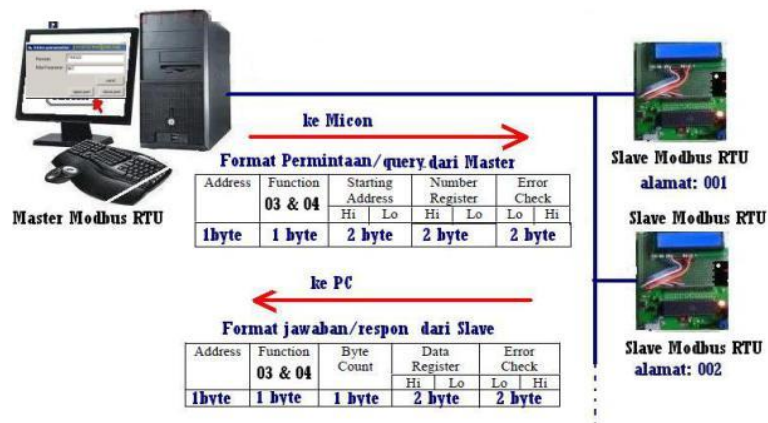 ke Micon
Format Permintaan/query dari Master
Address Function Starting Number Error
03 & 04 Address Register Check
Hi Lo Hi Lo Lo Hi
1byte 1 byte 2 byte 2 byte 2 byte
Master Modbus RTU
Slave Modbus RTU
alamat: 001
Slave Modbus RTU
ke PC
Format jawaban/respon dari Slave
Address Function Byte Data Error
03 & 04 Count Register Check
Hi Lo Lo Hi
1byte 1 byte 1 byte 2 byte 2 byte
Slave Modbus RTU
alamat: 002